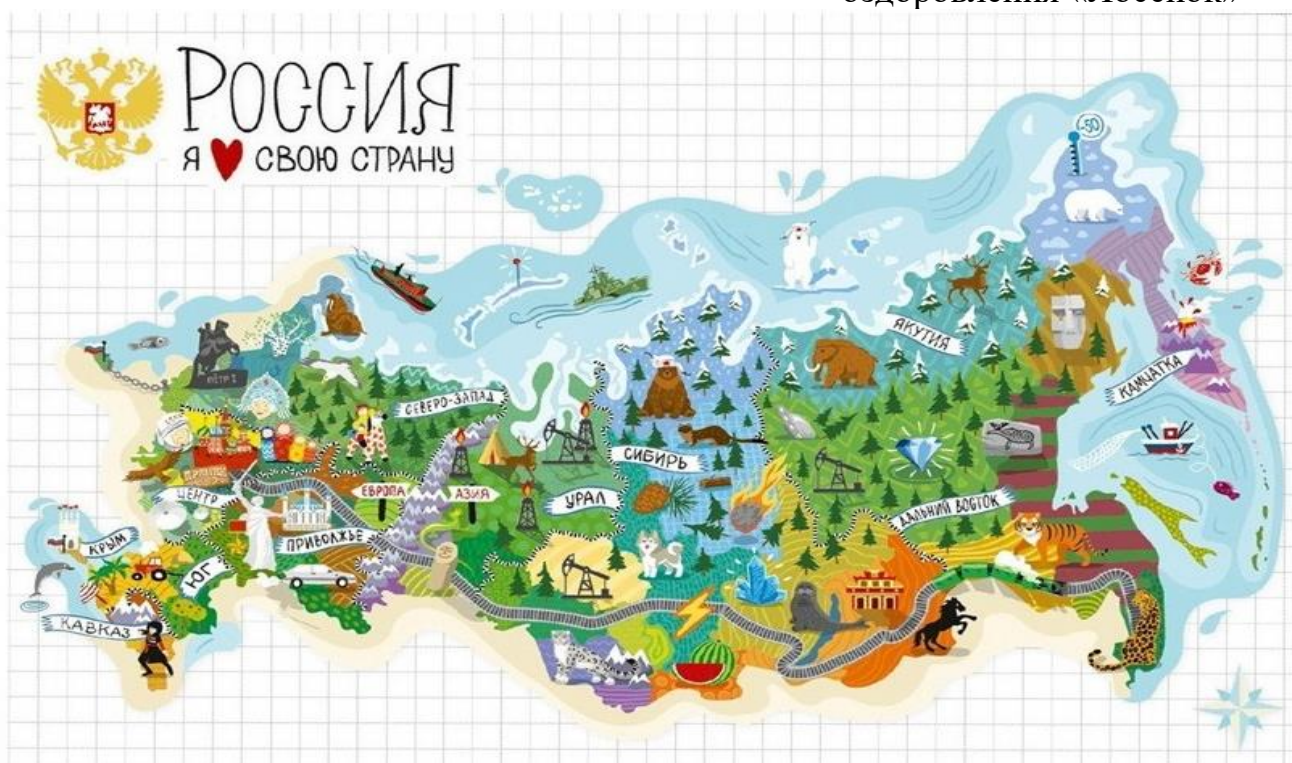 РОССИЯ
Я СВОЮ СТРАНУ
-50
ЯКУТИЯ
КАМЧАТКА
ПЁТР I
СЕВЕРО-ЗАПАД
СИБИРЬ
ЕВРОПА
АЗИЯ
УРАЛ
ЦЕНТР
ДАЛЬНИЙ ВОСТОК
КРЫМ
ПРИВОЛЖЬЕ
ЮГ
КАВКАЗ